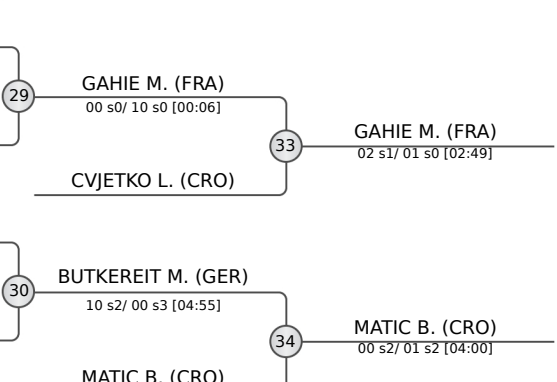 29
GAHIE M. (FRA)
00 s0/ 10 s0 [00:06]
33
GAHIE M. (FRA)
02 s1/ 01 s0 [02:49]
CVJETKO L. (CRO)
30
BUTKEREIT M. (GER)
10 s2/ 00 s3 [04:55]
34
MATIC B. (CRO)
00 s2/ 01 s2 [04:00]
MATIC B. (CRO)